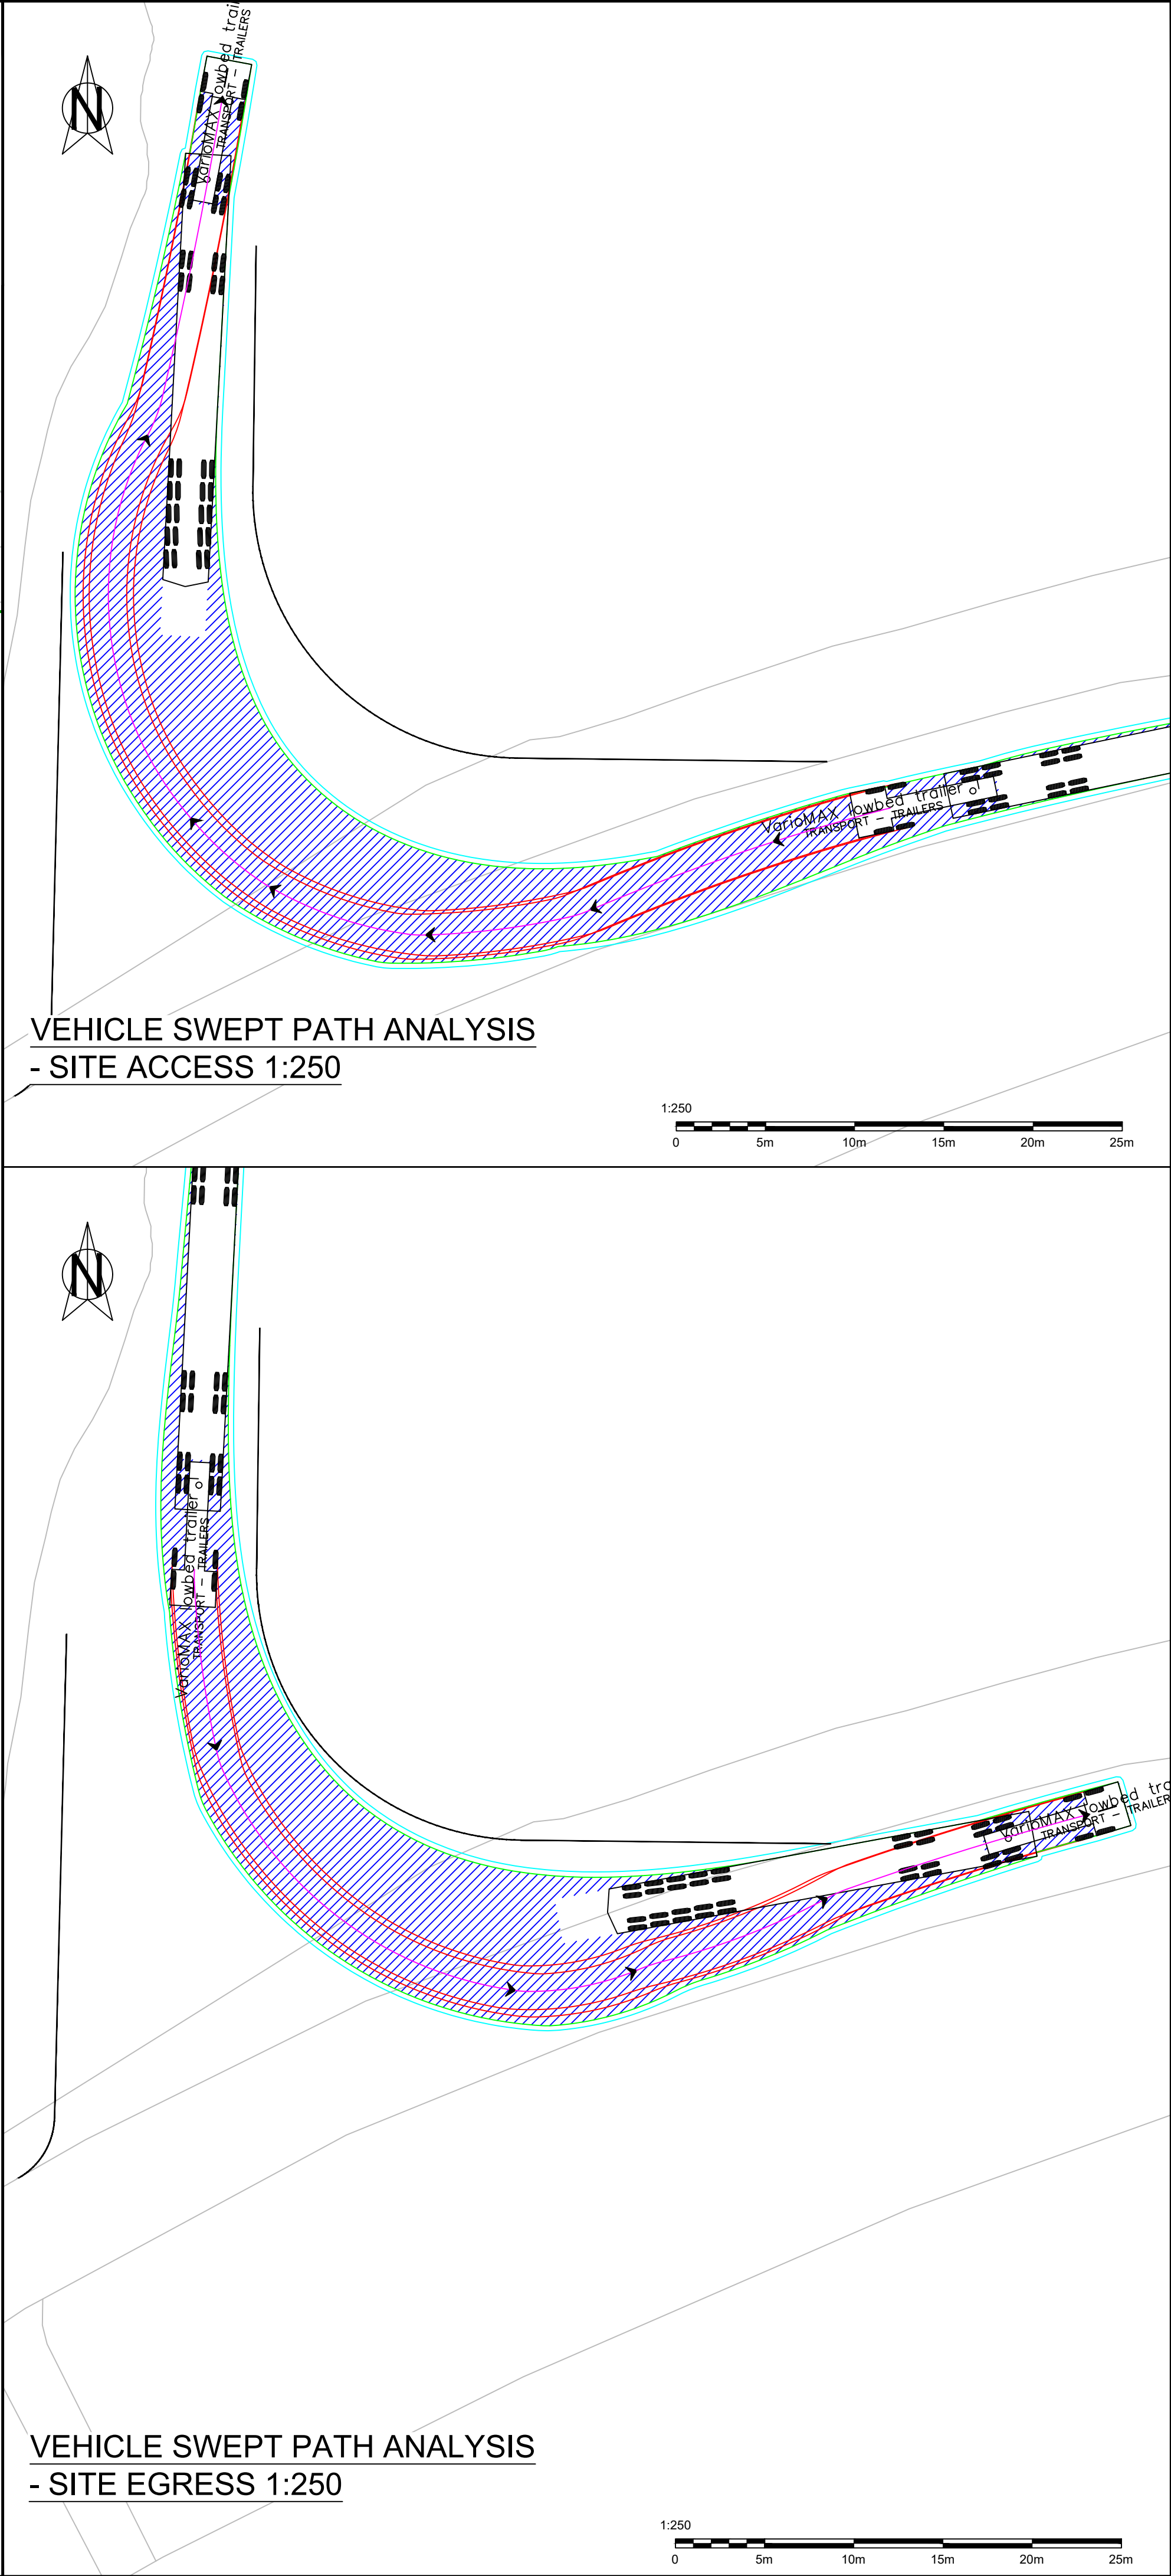 N
VarioMAX lowbed trai
TRANSPORT - TRAILERS
VarioMAX lowbed trailer
TRANSPORT - TRAILERS
VEHICLE SWEPT PATH ANALYSIS
- SITE ACCESS 1:250
1:250
0 5m 10m 15m 20m 25m
N
VarioMAX lowbed trailer
TRANSPORT - TRAILERS
VarioMAX lowbed tra
TRANSPORT - TRAILER
VEHICLE SWEPT PATH ANALYSIS
- SITE EGRESS 1:250
1:250
0 5m 10m 15m 20m 25m